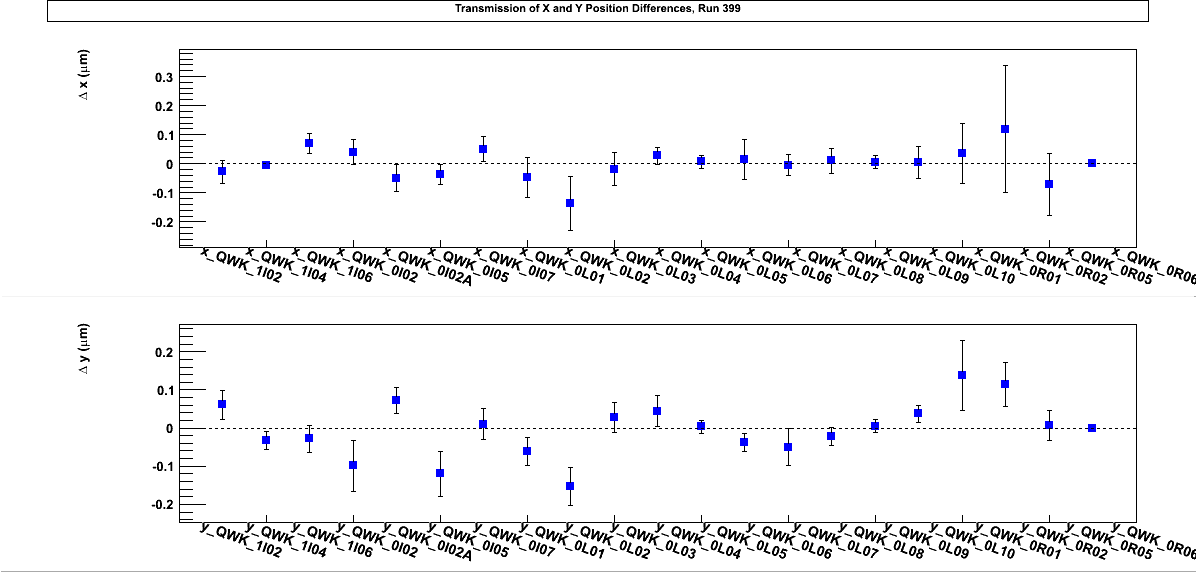 Transmission of X and Y Position Differences, Run 399
Δ x (μm)
0.3
0.2
0.1
0
-0.1
-0.2
x_QWK_1I02
x_QWK_1I04
x_QWK_1I06
x_QWK_0I02
x_QWK_0I02A
x_QWK_0I05
x_QWK_0I07
x_QWK_0L01
x_QWK_0L02
x_QWK_0L03
x_QWK_0L04
x_QWK_0L05
x_QWK_0L06
x_QWK_0L07
x_QWK_0L08
x_QWK_0L09
x_QWK_0L10
x_QWK_0R01
x_QWK_0R02
x_QWK_0R05
x_QWK_0R06
Δ y (μm)
0.2
0.1
0
-0.1
-0.2
y_QWK_1I02
y_QWK_1I04
y_QWK_1I06
y_QWK_0I02
y_QWK_0I02A
y_QWK_0I05
y_QWK_0I07
y_QWK_0L01
y_QWK_0L02
y_QWK_0L03
y_QWK_0L04
y_QWK_0L05
y_QWK_0L06
y_QWK_0L07
y_QWK_0L08
y_QWK_0L09
y_QWK_0L10
y_QWK_0R01
y_QWK_0R02
y_QWK_0R05
y_QWK_0R06